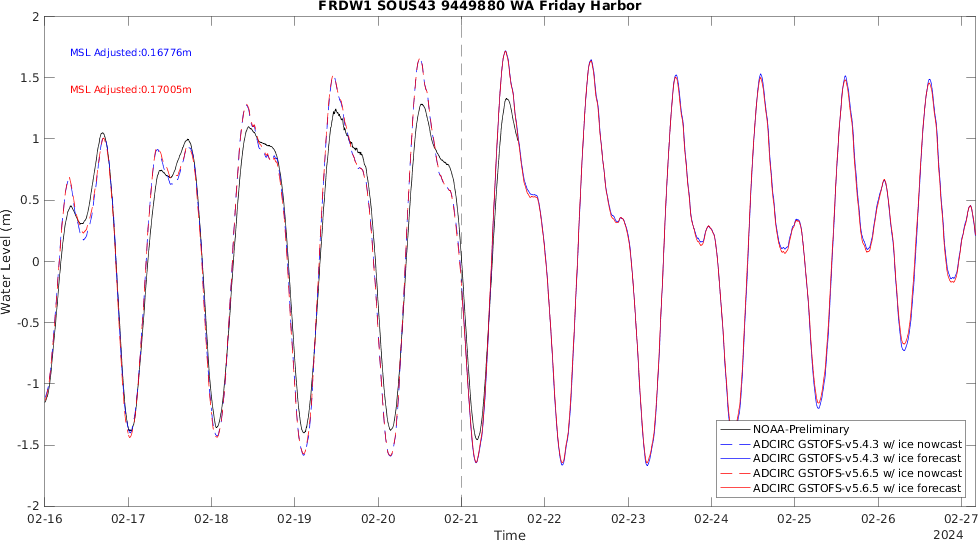 FRDW1 SOUS43 9449880 WA Friday Harbor
2
1.5
1
0.5
0
-0.5
-1
-1.5
-2
Water Level (m)
MSL Adjusted:0.16776m
MSL Adjusted:0.17005m
NOAA-Preliminary
ADCIRC GSTOFS-v5.4.3 w/ ice nowcast
ADCIRC GSTOFS-v5.4.3 w/ ice forecast
ADCIRC GSTOFS-v5.6.5 w/ ice nowcast
ADCIRC GSTOFS-v5.6.5 w/ ice forecast
02-16 02-17 02-18 02-19 02-20 02-21 02-22 02-23 02-24 02-25 02-26 02-27
2024
Time